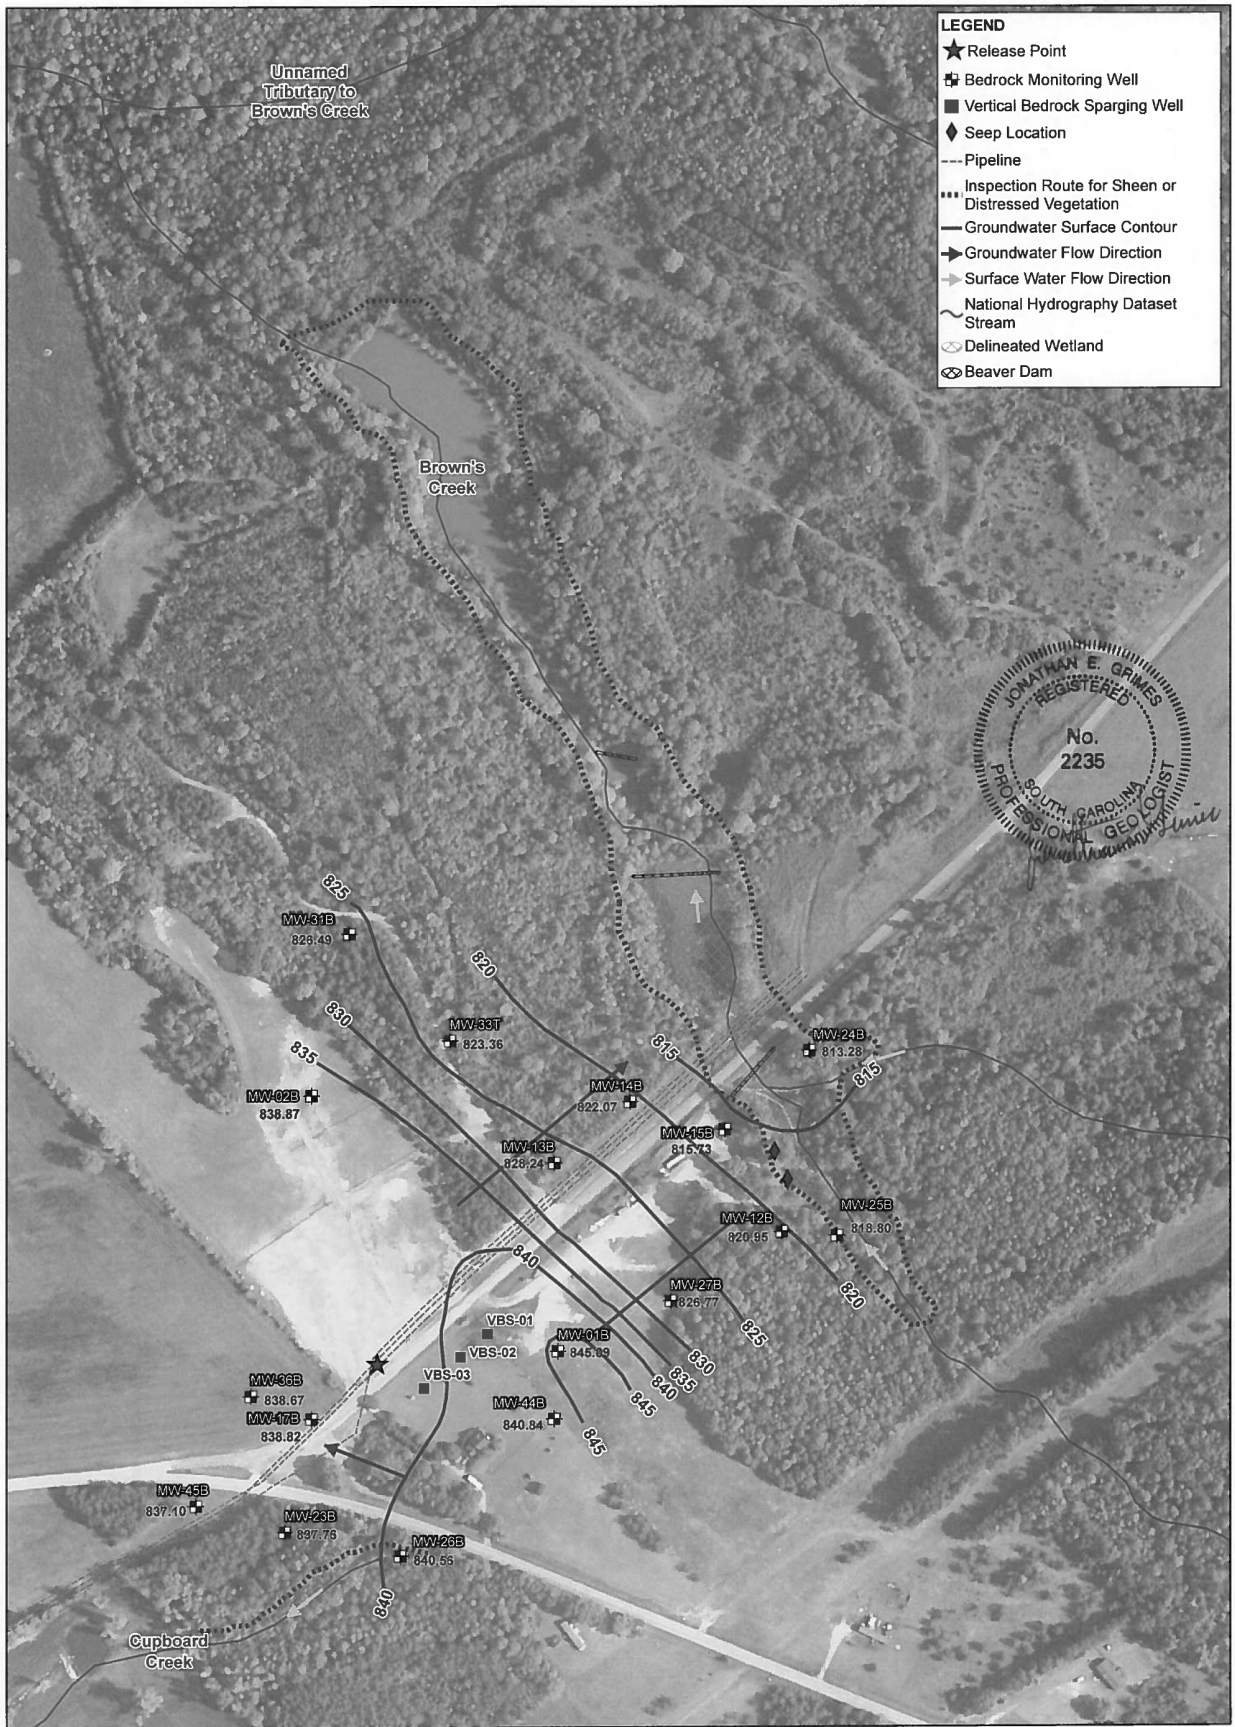 LEGEND
Release Point
Bedrock Monitoring Well
Vertical Bedrock Sparging Well
Seep Location
Pipeline
Inspection Route for Sheen or
Distressed Vegetation
Groundwater Surface Contour
Groundwater Flow Direction
Surface Water Flow Direction
National Hydrography Dataset
Stream
Delineated Wetland
Beaver Dam
Unnamed
Tributary to
Brown's Creek
Brown's
Creek
JONATHAN E. GRIMES
REGISTERED
No.
2235
SOUTH CAROLINA
PROFESSIONAL GEOLOGIST
825
MW-31B
826.49
820
830
MW-33T
823.36
835
815
MW-24B
813.28
815
MW-02B
838.87
MW-14B
822.07
MW-15B
815.73
MW-13B
828.24
MW-25B
818.80
MW-12B
820.95
840
820
MW-27B
826.77
VBS-01
825
MW-01B
845.09
VBS-02
830
VBS-03
835
840
MW-36B
838.67
845
MW-44B
840.84
MW-17B
838.82
845
MW-45B
837.10
MW-23B
837.76
MW-26B
840.56
840
Cupboard
Creek